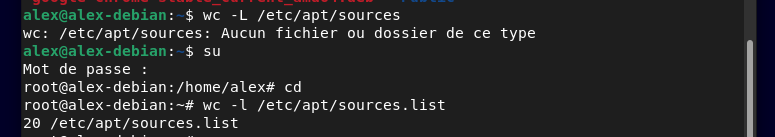 alex@alex-debian:~$ wc -L /etc/apt/sources
wc: /etc/apt/sources: Aucun fichier ou dossier de ce type
alex@alex-debian:~$ su
Mot de passe :
root@alex-debian:/home/alex# cd
root@alex-debian:~# wc -l /etc/apt/sources.list
20 /etc/apt/sources.list